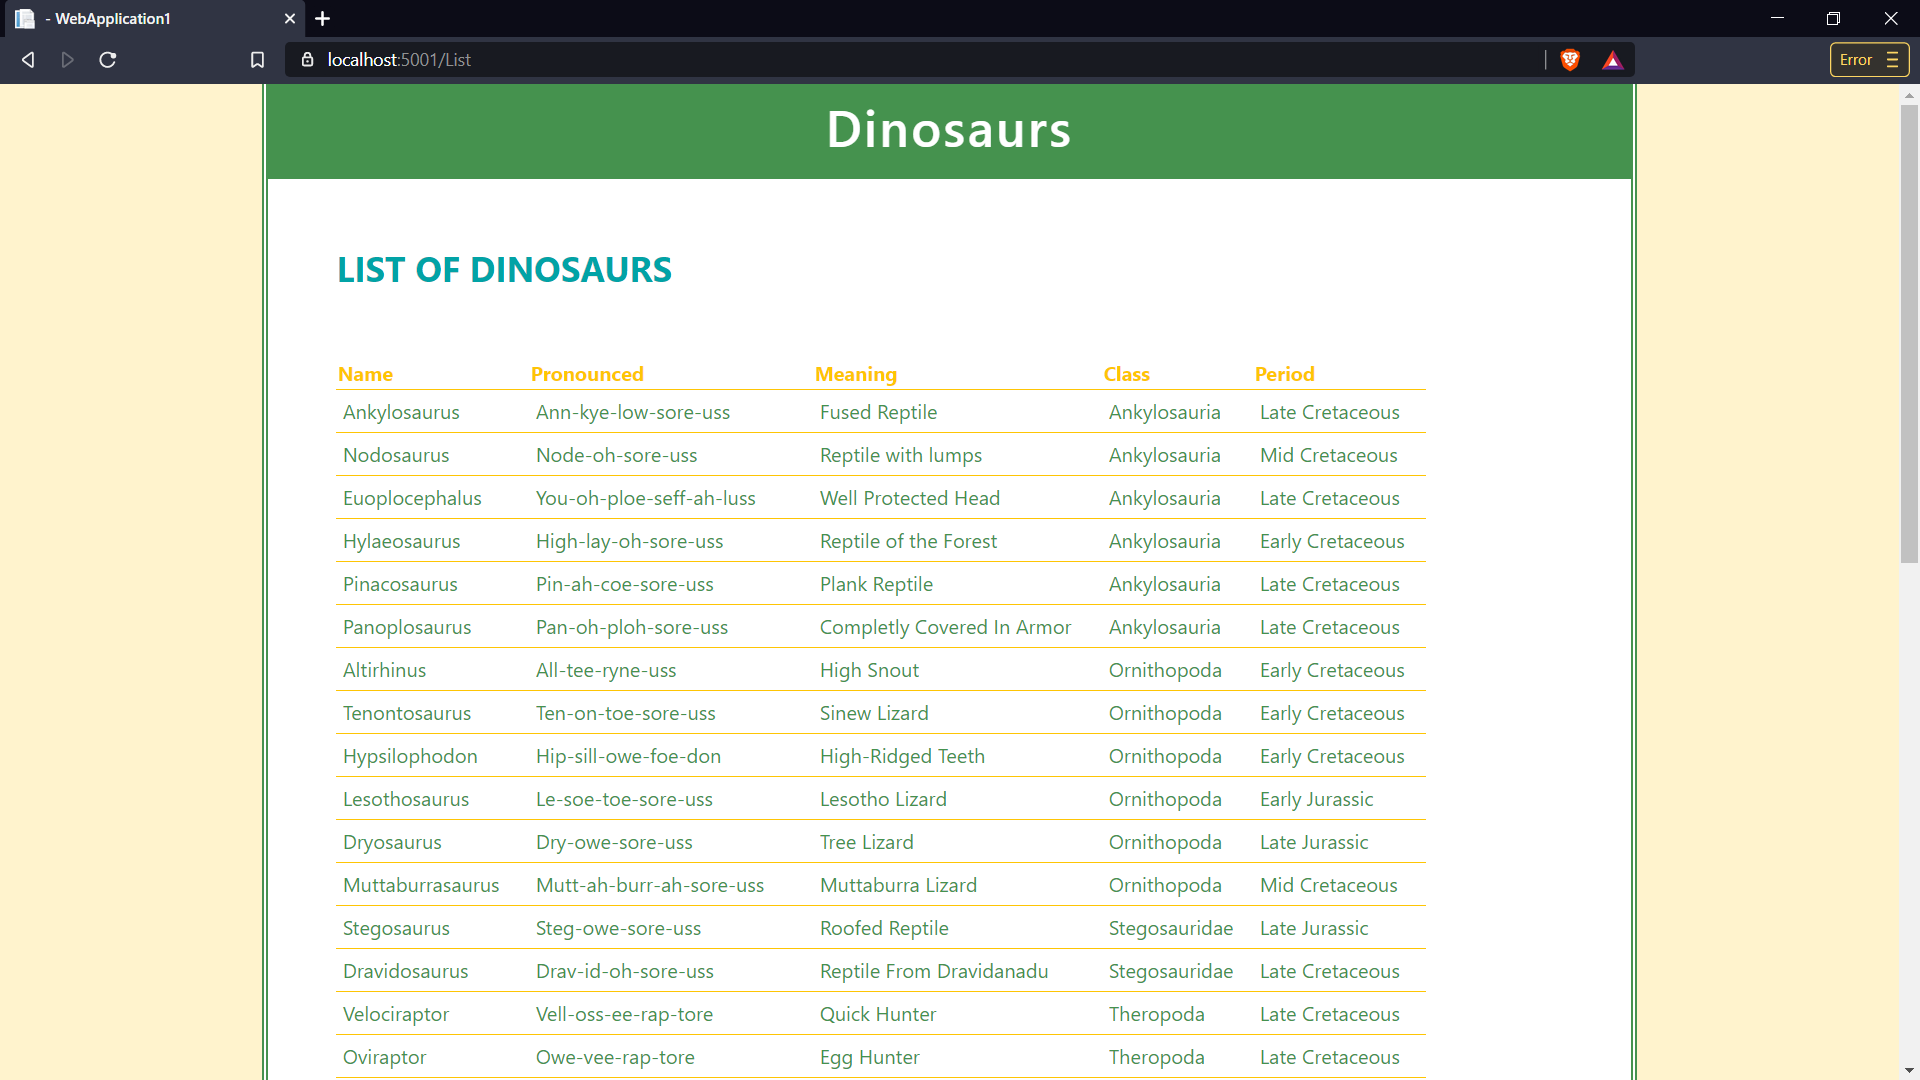 - WebApplication1
localhost:5001/List
Error
Dinosaurs
LIST OF DINOSAURS
Name Pronounced Meaning Class Period
Ankylosaurus Ann-kye-low-sore-uss Fused Reptile Ankylosauria Late Cretaceous
Nodosaurus Node-oh-sore-uss Reptile with lumps Ankylosauria Mid Cretaceous
Euoplocephalus You-oh-ploe-seff-ah-luss Well Protected Head Ankylosauria Late Cretaceous
Hylaeosaurus High-lay-oh-sore-uss Reptile of the Forest Ankylosauria Early Cretaceous
Pinacosaurus Pin-ah-coe-sore-uss Plank Reptile Ankylosauria Late Cretaceous
Panoplosaurus Pan-oh-ploh-sore-uss Completly Covered In Armor Ankylosauria Late Cretaceous
Altirhinus All-tee-ryne-uss High Snout Ornithopoda Early Cretaceous
Tenontosaurus Ten-on-toe-sore-uss Sinew Lizard Ornithopoda Early Cretaceous
Hypsilophodon Hip-sill-owe-foe-don High-Ridged Teeth Ornithopoda Early Cretaceous
Lesothosaurus Le-soe-toe-sore-uss Lesotho Lizard Ornithopoda Early Jurassic
Dryosaurus Dry-owe-sore-uss Tree Lizard Ornithopoda Late Jurassic
Muttaburrasaurus Mutt-ah-burr-ah-sore-uss Muttaburra Lizard Ornithopoda Mid Cretaceous
Stegosaurus Steg-owe-sore-uss Roofed Reptile Stegosauridae Late Jurassic
Dravidosaurus Drav-id-oh-sore-uss Reptile From Dravidanadu Stegosauridae Late Cretaceous
Velociraptor Vell-oss-ee-rap-tore Quick Hunter Theropoda Late Cretaceous
Oviraptor Owe-vee-rap-tore Egg Hunter Theropoda Late Cretaceous